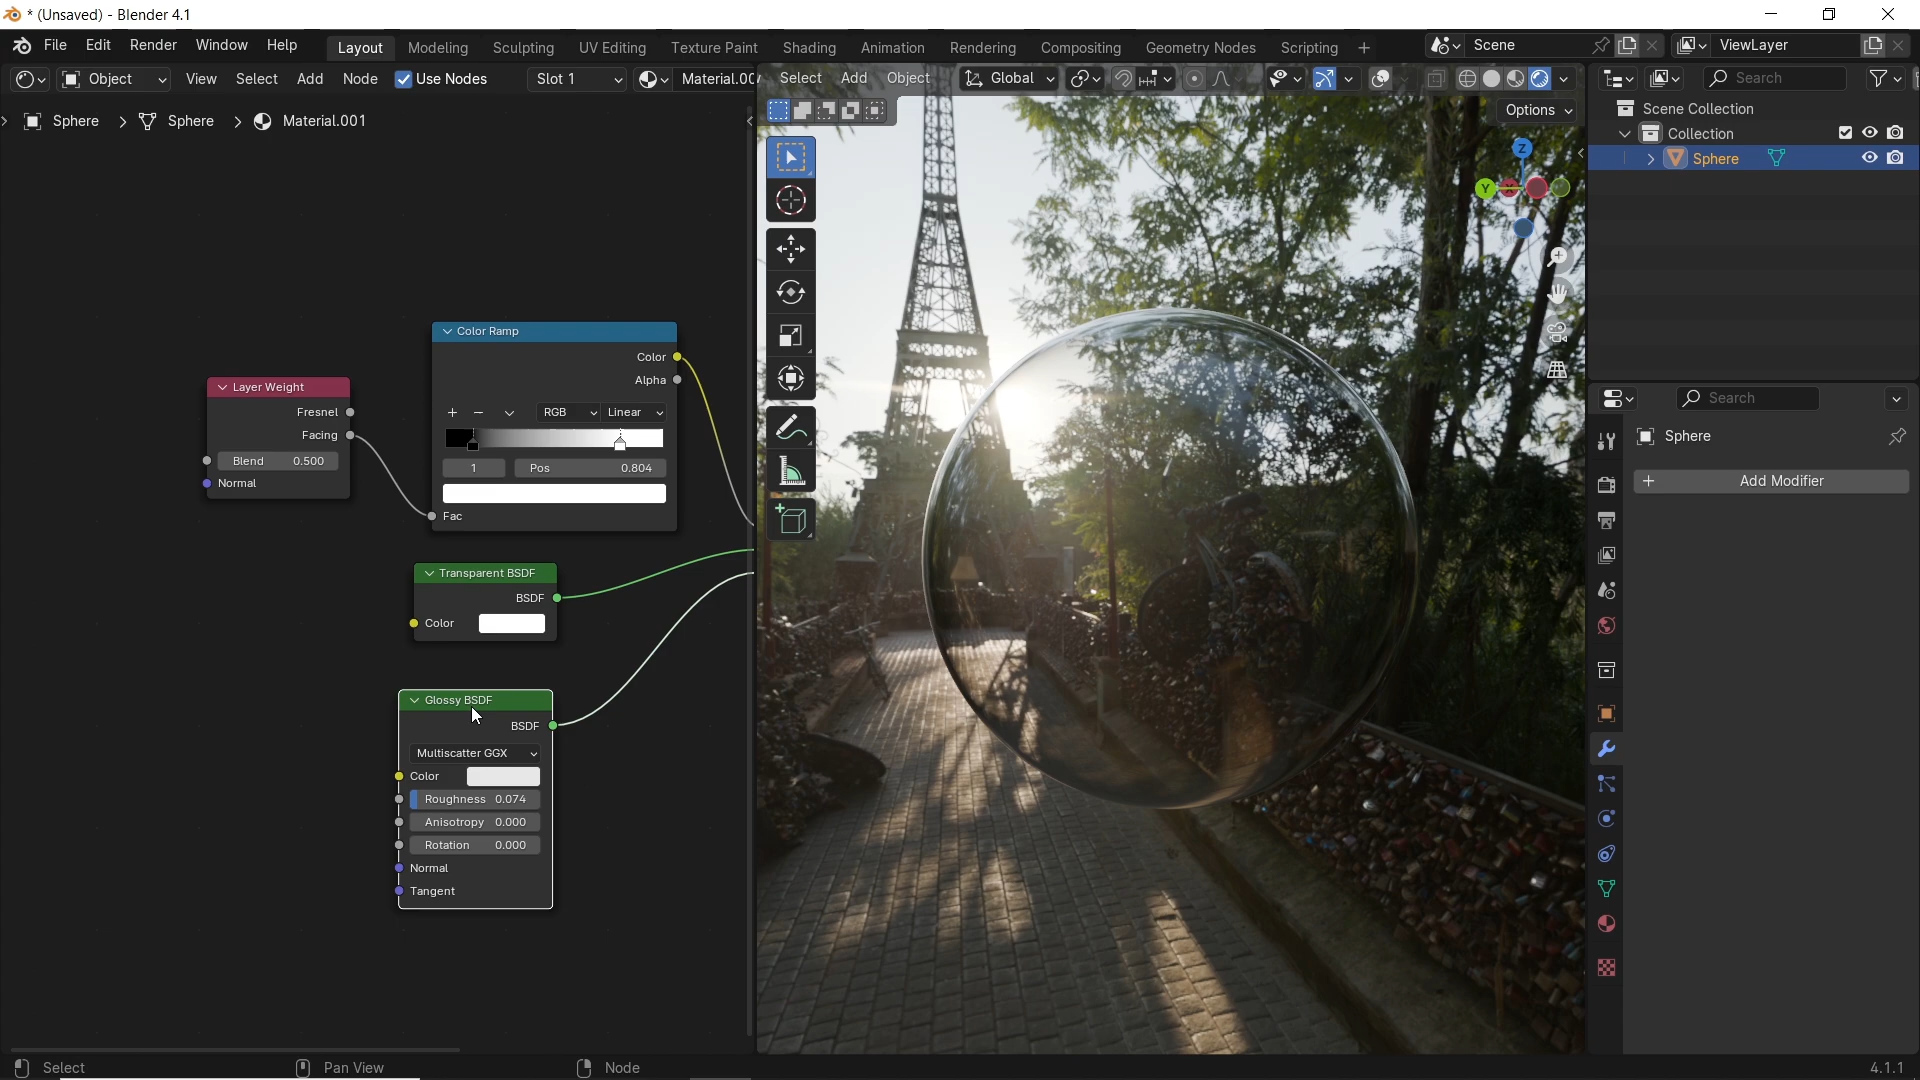 * (Unsaved) - Blender 4.1
File Edit Render Window Help Layout Modeling Sculpting UV Editing Texture Paint Shading Animation Rendering Compositing Geometry Nodes Scripting + Scene ViewLayer
Object View Select Add Node Use Nodes Slot 1 Material.00 Select Add Object Global Search
Options
Sphere > Sphere > Material.001
Scene Collection
Collection
Sphere
Z
Y
Color Ramp
Color
Alpha
RGB Linear
1 Pos 0.804
Fac
Layer Weight
Fresnel
Facing
Blend 0.500
Normal
Transparent BSDF
BSDF
Color
Glossy BSDF
BSDF
Multiscatter GGX
Color
Roughness 0.074
Anisotropy 0.000
Rotation 0.000
Normal
Tangent
Search
Sphere
+ Add Modifier
Select Pan View Node 4.1.1